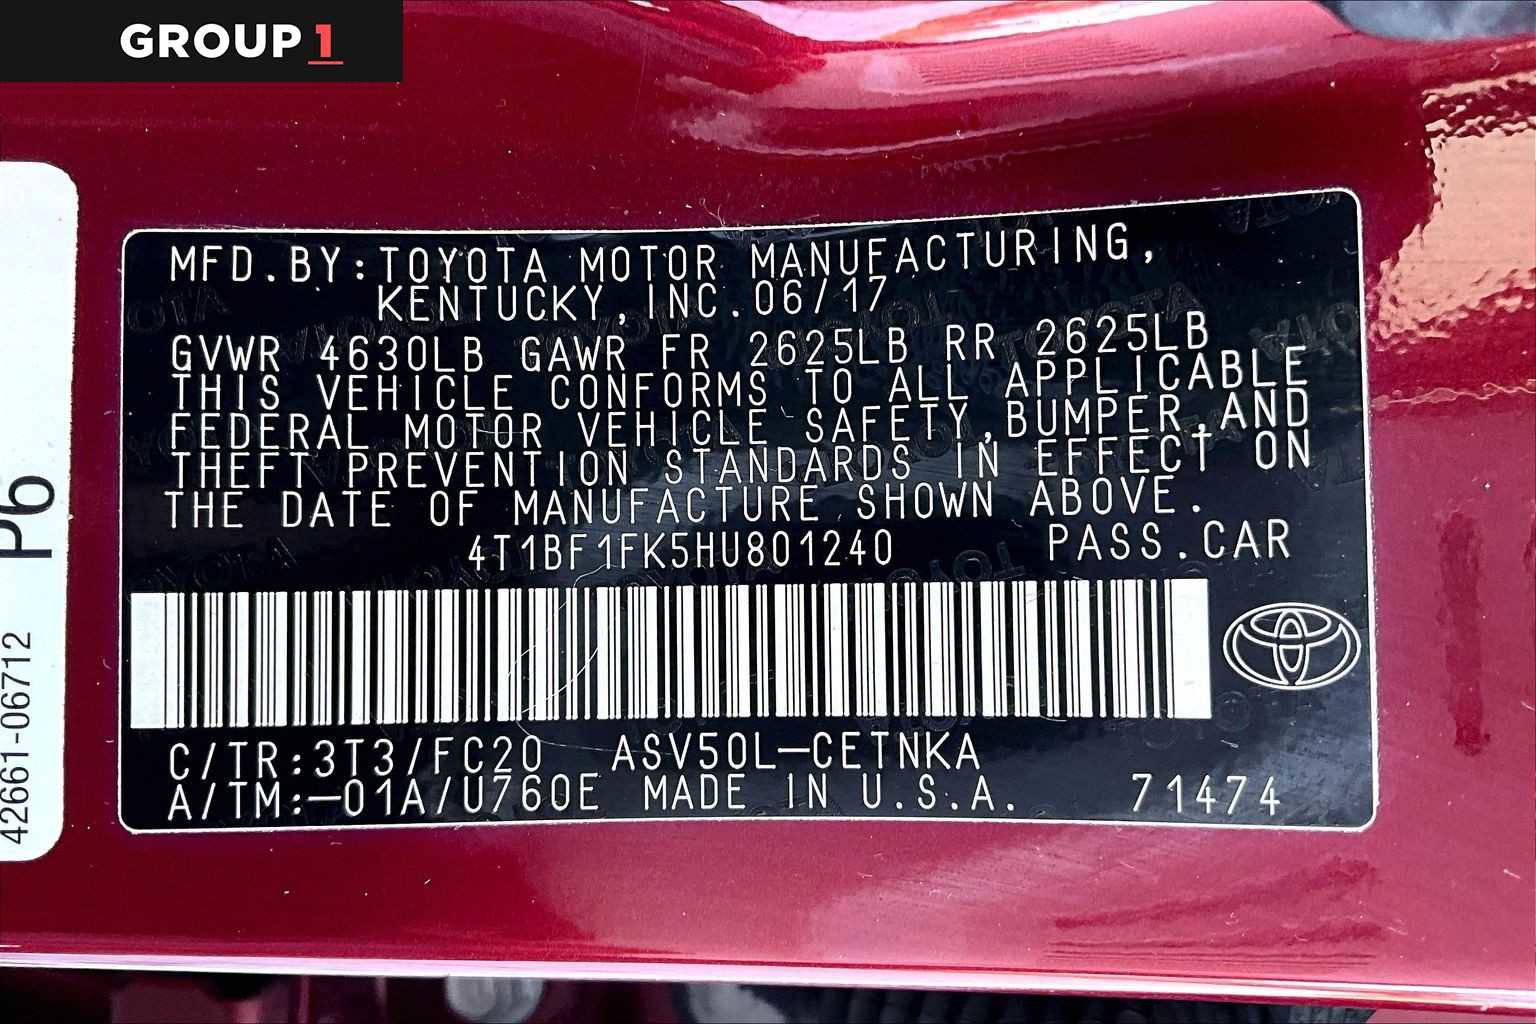 GROUP 1
MFD.BY:TOYOTA MOTOR MANUFACTURING,
KENTUCKY,INC.06/17
GVWR 4630LB GAWR FR 2625LB RR 2625LB
THIS VEHICLE CONFORMS TO ALL APPLICABLE
FEDERAL MOTOR VEHICLE SAFETY,BUMPER,AND
THEFT PREVENTION STANDARDS IN EFFECT ON
THE DATE OF MANUFACTURE SHOWN ABOVE.
4T1BF1FK5HU801240 PASS.CAR
C/TR:3T3/FC20 ASV50L-CETNKA
A/TM:-01A/U760E MADE IN U.S.A. 71474
P6
42661-06712